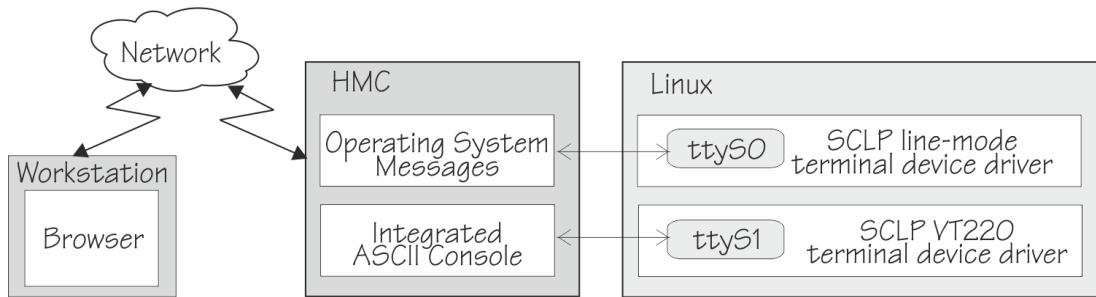 Network
Workstation
Browser
HMC
Operating System
Messages
Integrated
ASCII Console
Linux
ttyS0
SCLP line-mode
terminal device driver
ttyS1
SCLP VT220
terminal device driver